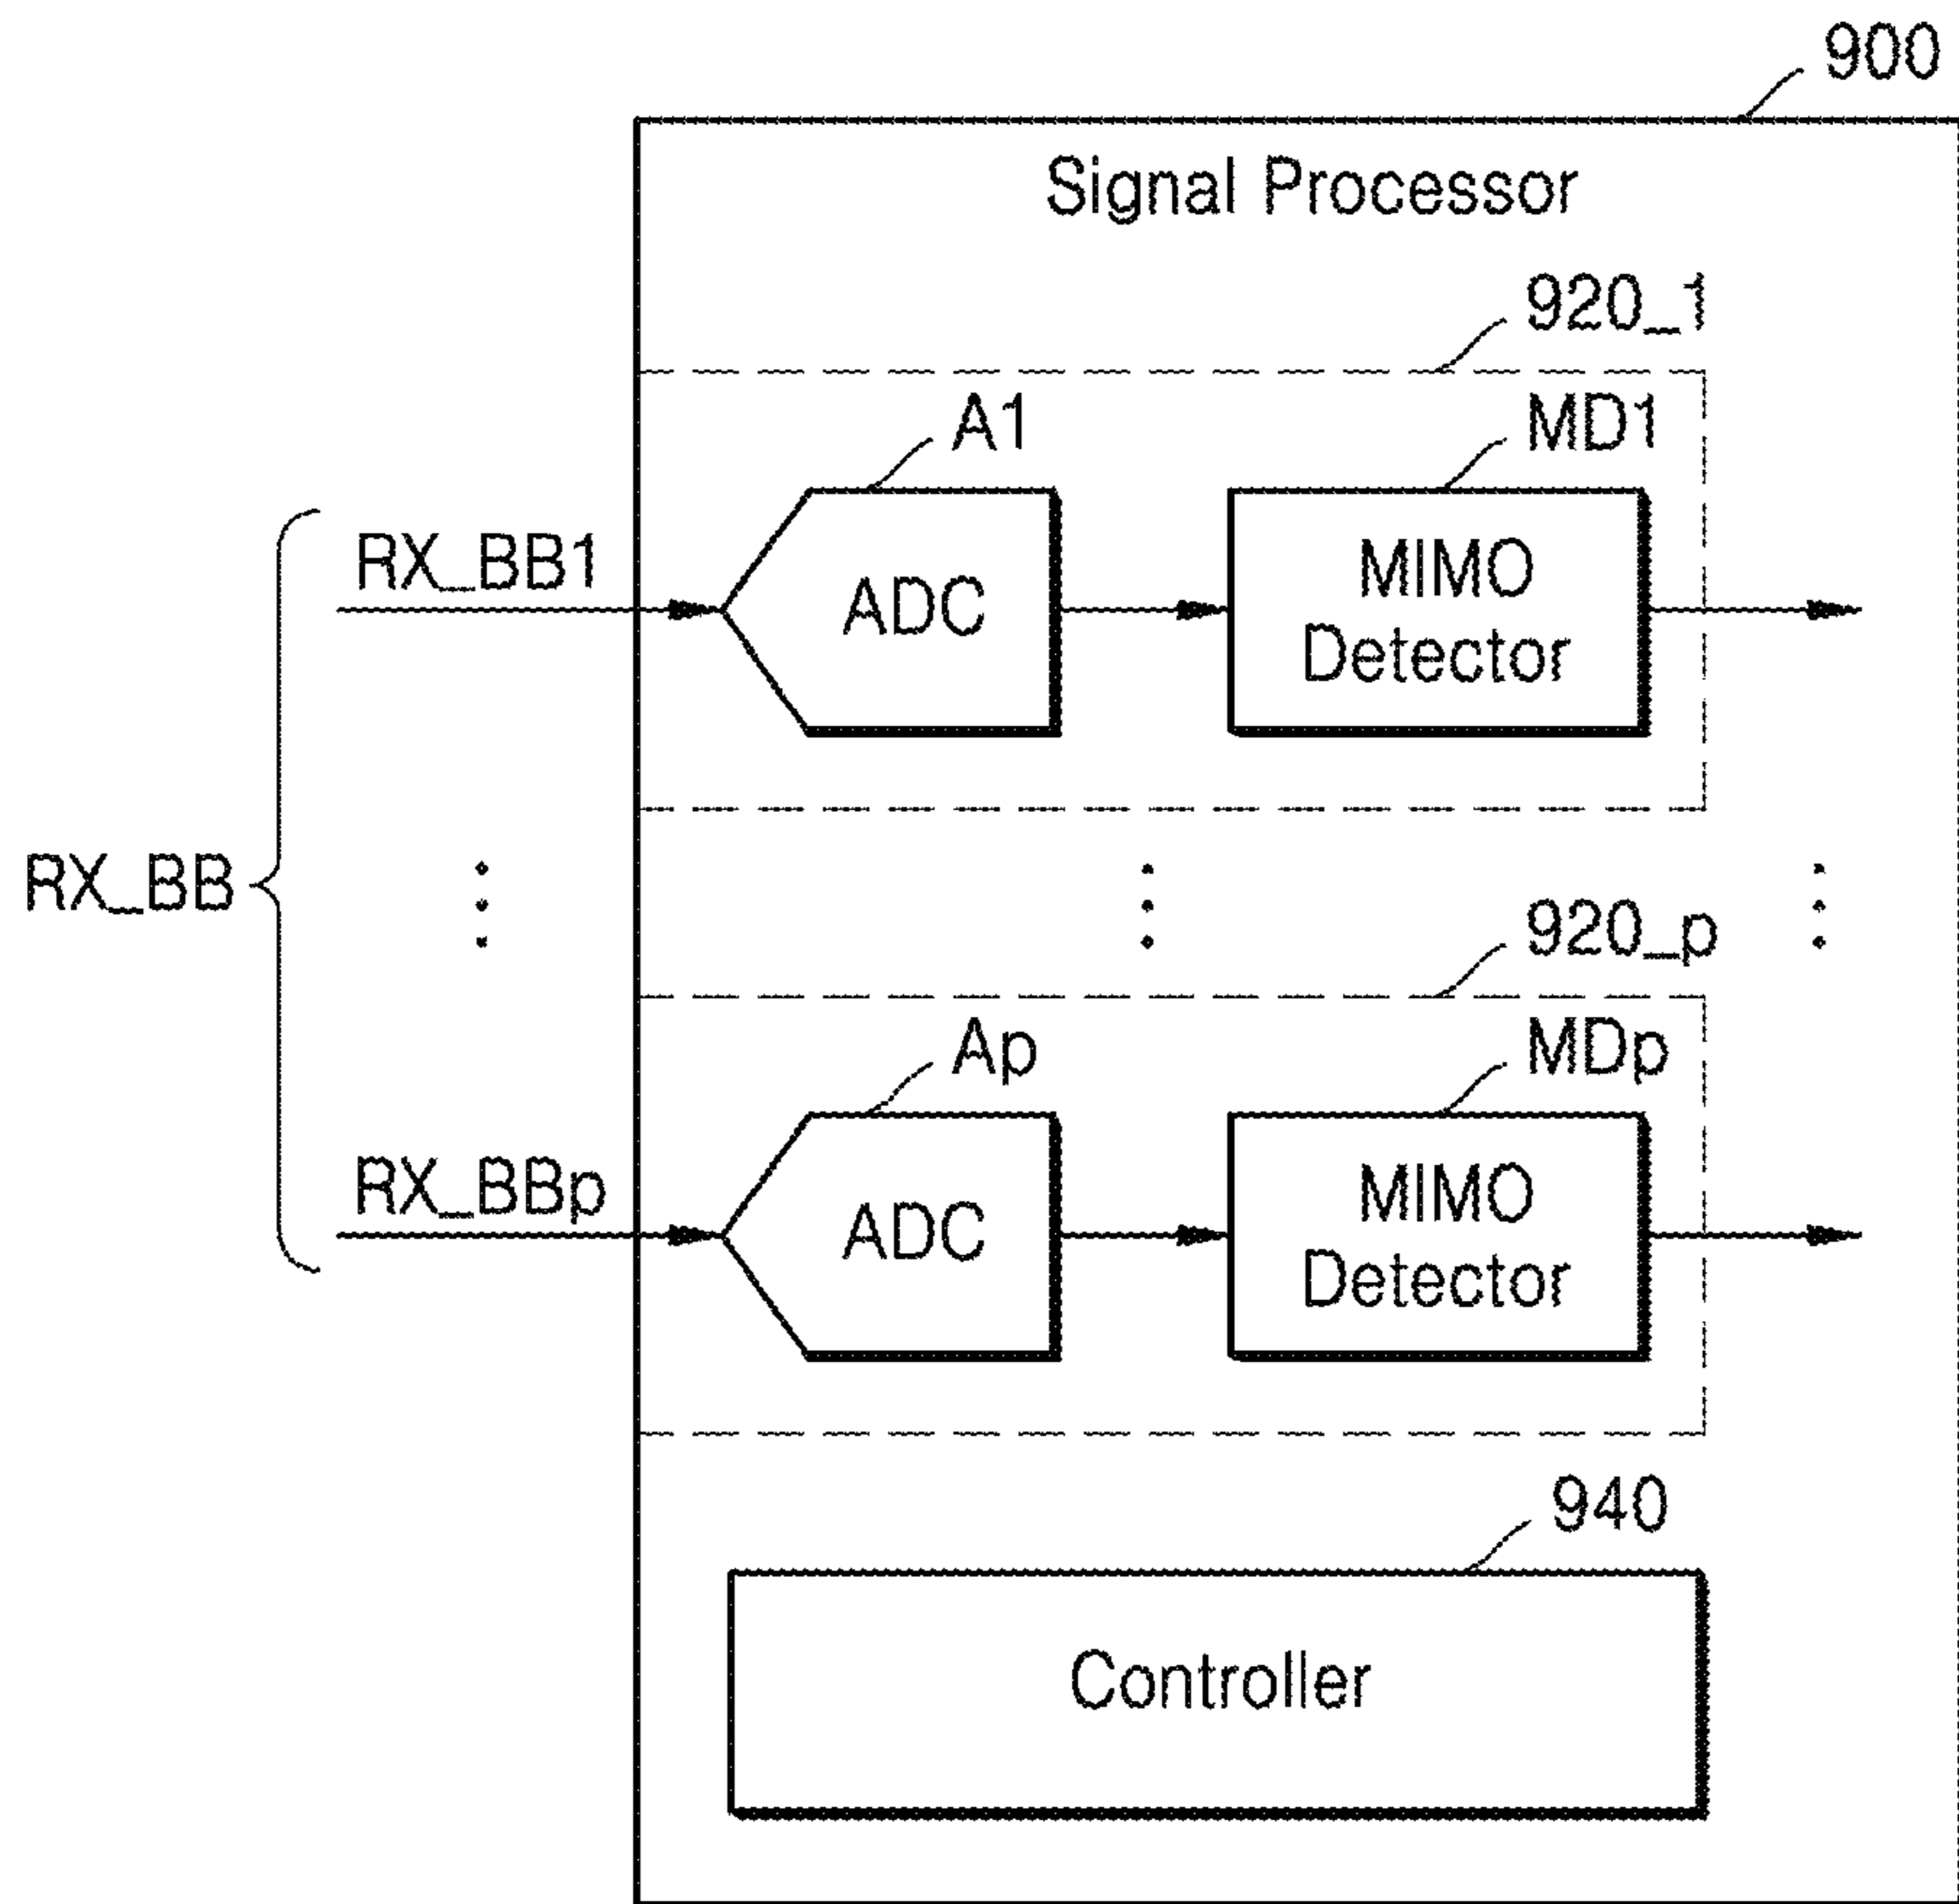 900
Signal Processor
920_1
A1
MD1
RX_BB1
ADC
MIMO
Detector
RX_BB
920_p
Ap
MDp
RX_BBp
ADC
MIMO
Detector
940
Controller